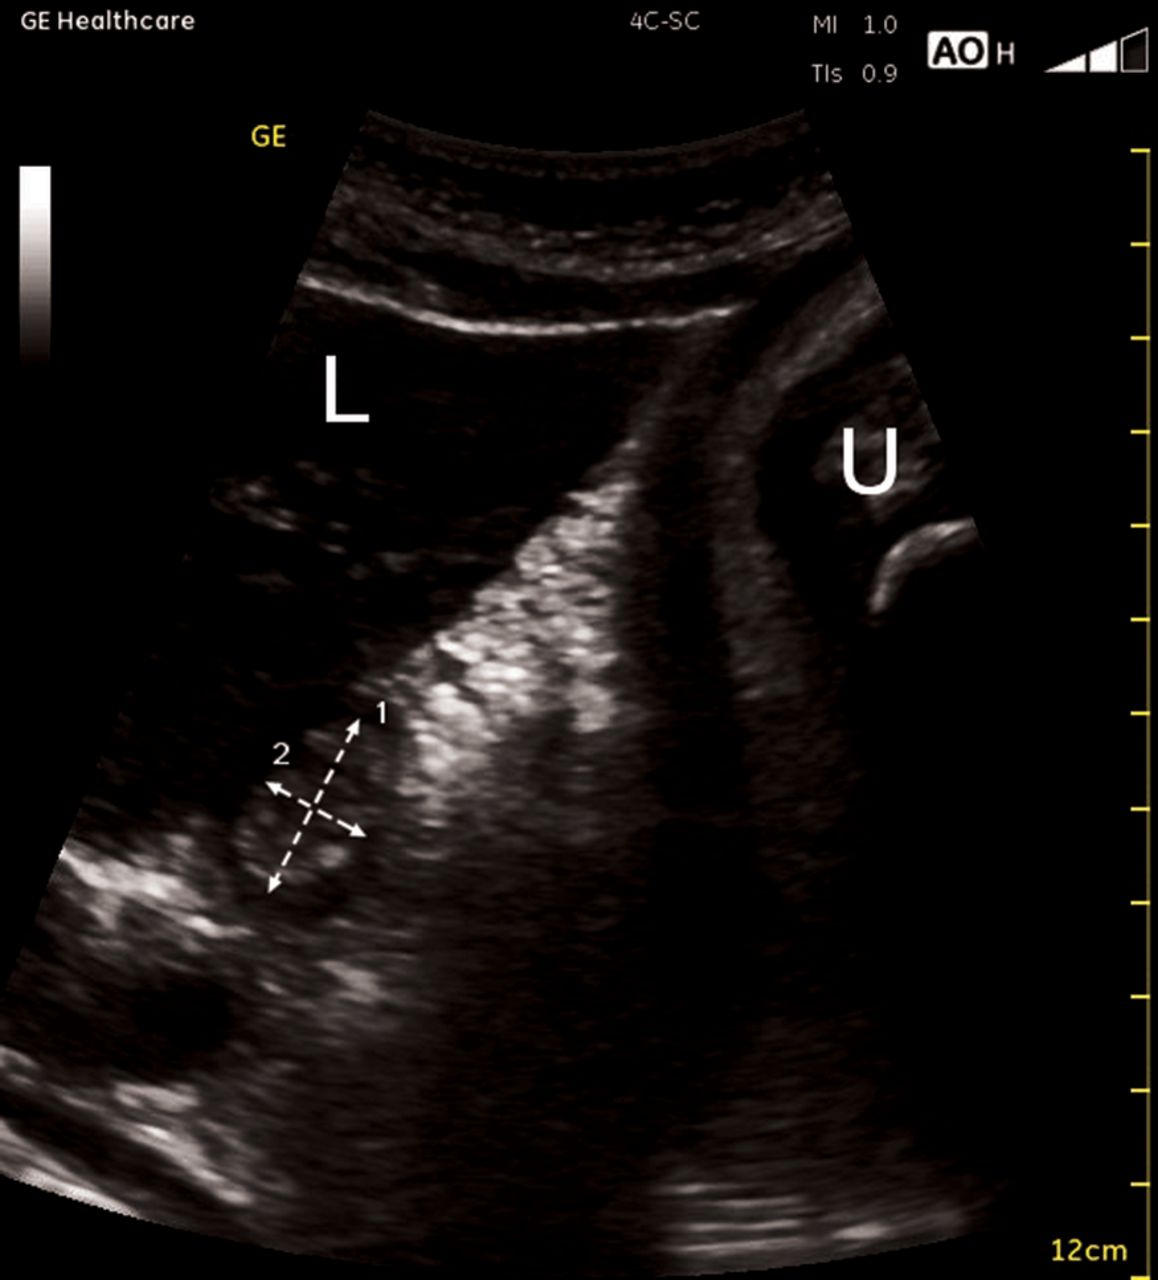 GE Healthcare
4C-SC
MI 1.0
TIs 0.9
AO H
GE
L
U
1
2
12cm